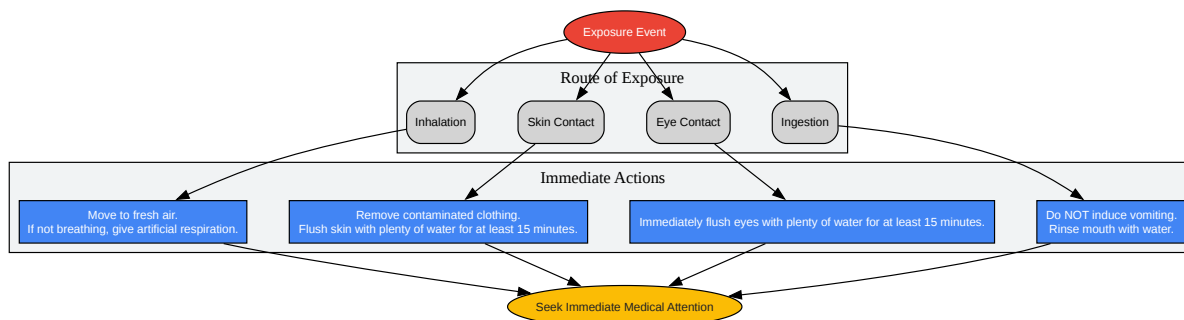 Exposure Event
Route of Exposure
Inhalation
Skin Contact
Eye Contact
Ingestion
Immediate Actions
Move to fresh air.
If not breathing, give artificial respiration.
Remove contaminated clothing.
Flush skin with plenty of water for at least 15 minutes.
Immediately flush eyes with plenty of water for at least 15 minutes.
Do NOT induce vomiting.
Rinse mouth with water.
Seek Immediate Medical Attention